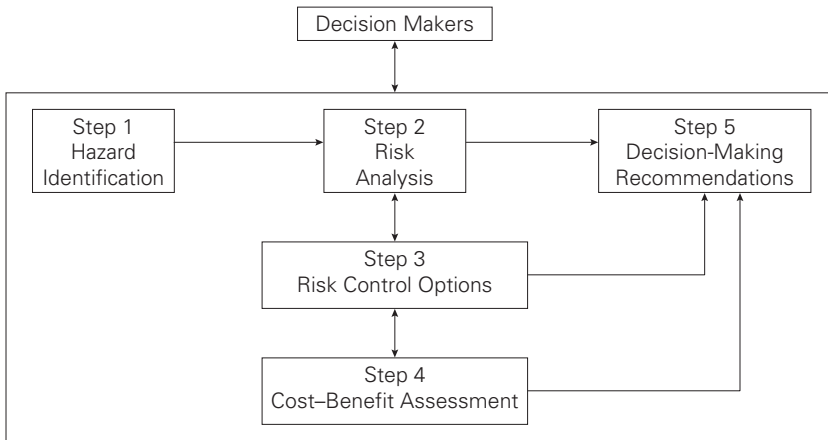 Decision Makers
Step 1
Hazard
Identification
Step 2
Risk
Analysis
Step 5
Decision-Making
Recommendations
Step 3
Risk Control Options
Step 4
Cost–Benefit Assessment